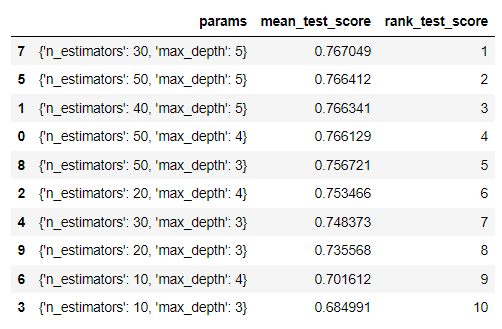 params mean_test_score rank_test_score
7 {'n_estimators': 30, 'max_depth': 5} 0.767049 1
5 {'n_estimators': 50, 'max_depth': 5} 0.766412 2
1 {'n_estimators': 40, 'max_depth': 5} 0.766341 3
0 {'n_estimators': 50, 'max_depth': 4} 0.766129 4
8 {'n_estimators': 50, 'max_depth': 3} 0.756721 5
2 {'n_estimators': 20, 'max_depth': 4} 0.753466 6
4 {'n_estimators': 30, 'max_depth': 3} 0.748373 7
9 {'n_estimators': 20, 'max_depth': 3} 0.735568 8
6 {'n_estimators': 10, 'max_depth': 4} 0.701612 9
3 {'n_estimators': 10, 'max_depth': 3} 0.684991 10